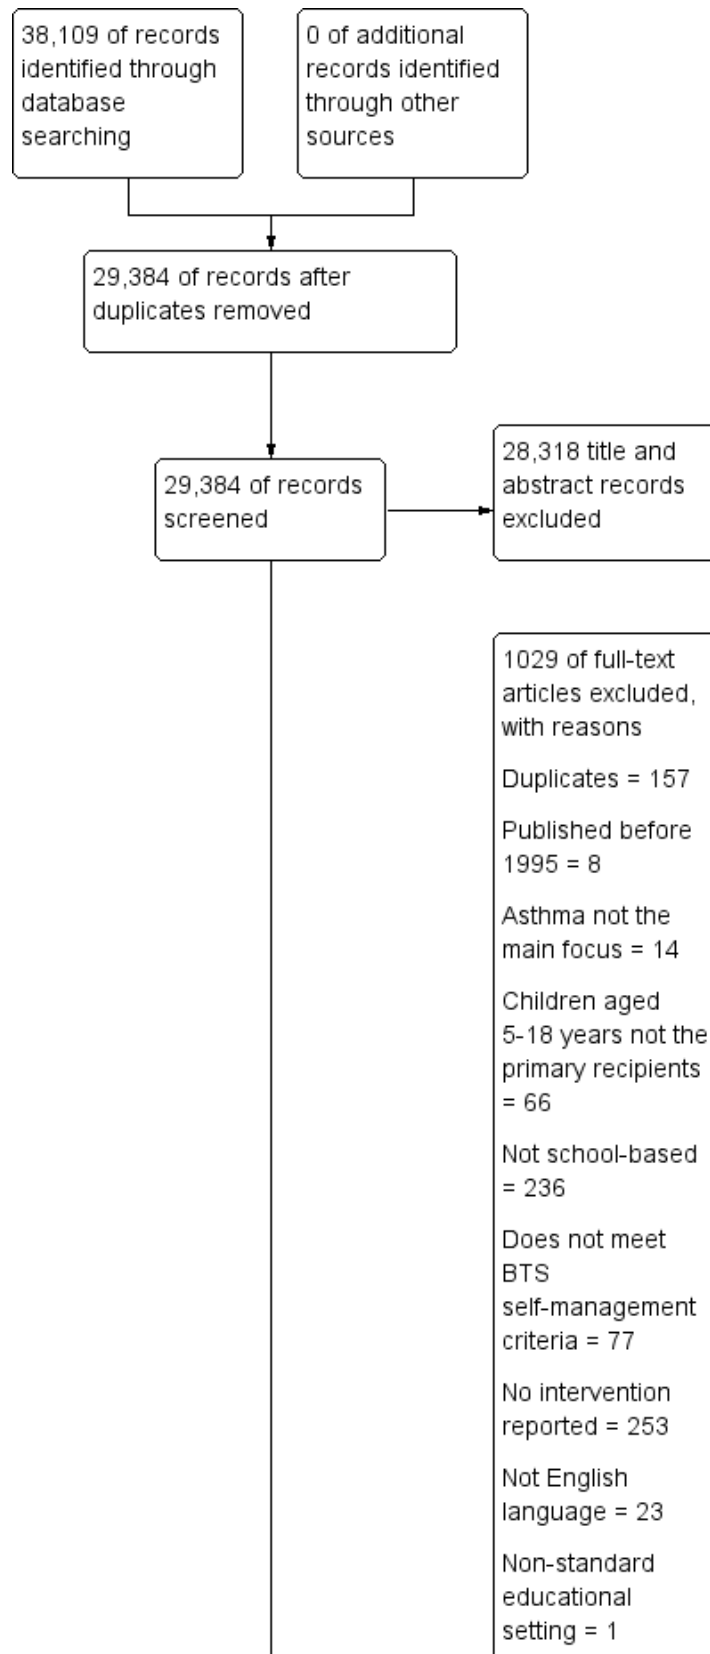 38,109 of records
identified through
database
searching
0 of additional
records identified
through other
sources
29,384 of records after
duplicates removed
29,384 of records
screened
28,318 title and
abstract records
excluded
1029 of full-text
articles excluded,
with reasons
Duplicates = 157
Published before
1995 = 8
Asthma not the
main focus = 14
Children aged
5-18 years not the
primary recipients
= 66
Not school-based
= 236
Does not meet
BTS
self-management
criteria = 77
No intervention
reported = 253
Not English
language = 23
Non-standard
educational
setting = 1